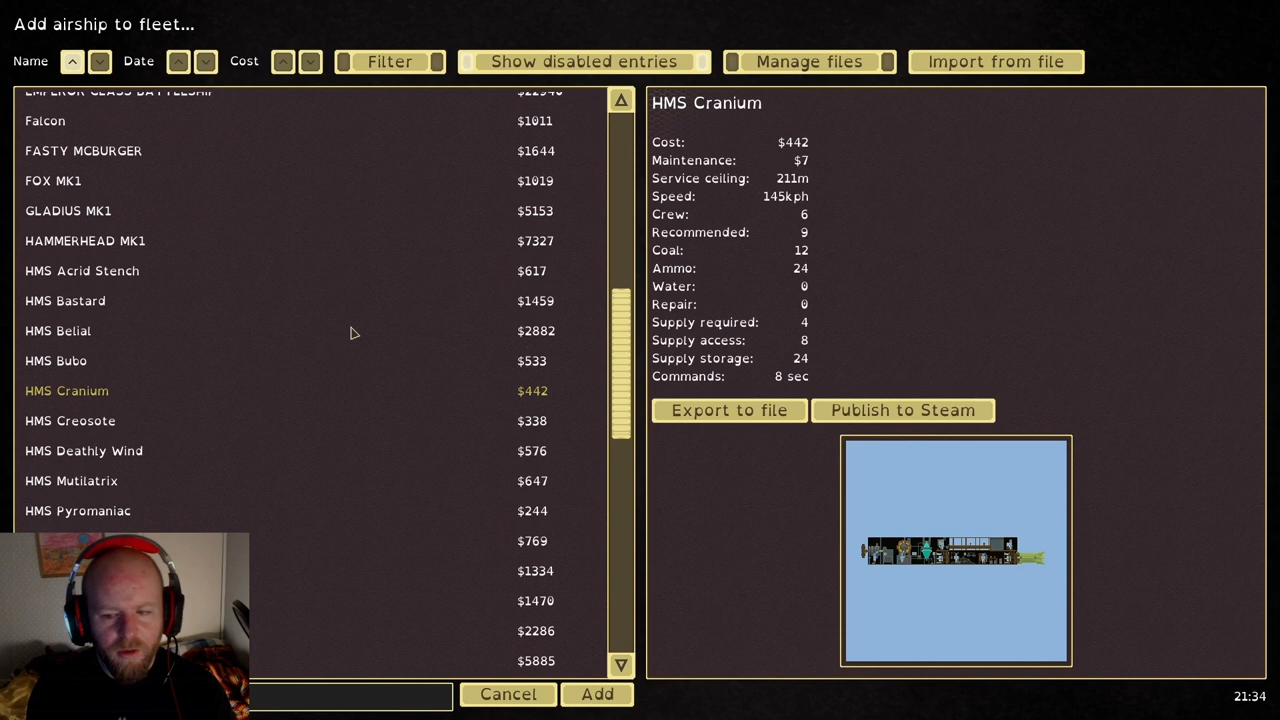 Add airship to fleet...
Name Date Cost Filter Show disabled entries Manage files Import from file
EMPEROR CLASS BATTLESHIP $22940
Falcon $1011
FASTY MCBURGER $1644
FOX MK1 $1019
GLADIUS MK1 $5153
HAMMERHEAD MK1 $7327
HMS Acrid Stench $617
HMS Bastard $1459
HMS Belial $2882
HMS Bubo $533
HMS Cranium $442
HMS Creosote $338
HMS Deathly Wind $576
HMS Mutilatrix $647
HMS Pyromaniac $244
$769
$1334
$1470
$2286
$5885
Cancel Add
HMS Cranium
Cost: $442
Maintenance: $7
Service ceiling: 211m
Speed: 145kph
Crew: 6
Recommended: 9
Coal: 12
Ammo: 24
Water: 0
Repair: 0
Supply required: 4
Supply access: 8
Supply storage: 24
Commands: 8 sec
Export to file Publish to Steam
21:34